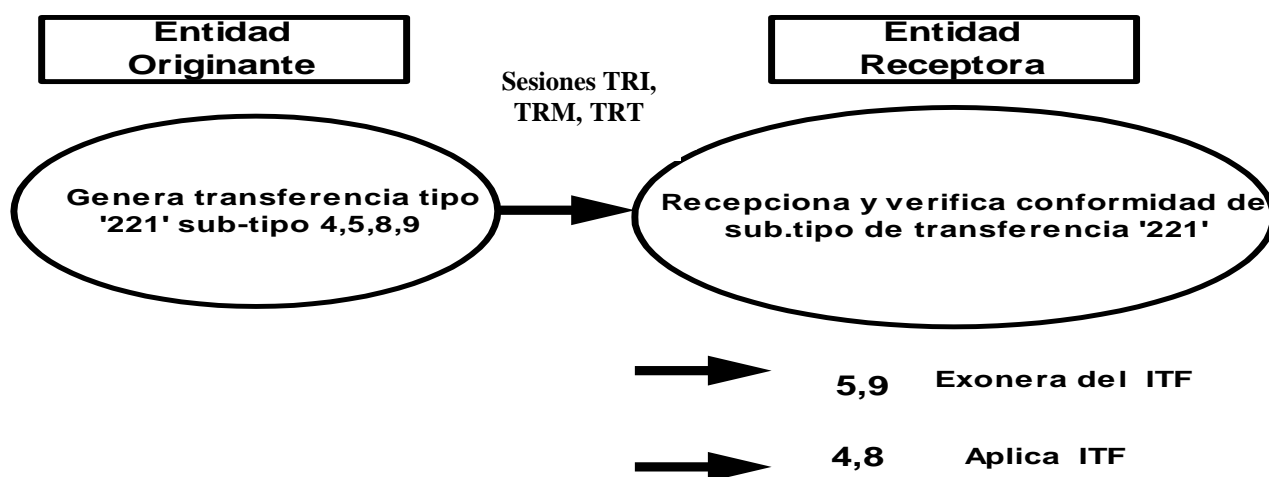 Entidad
Originante
Entidad
Receptora
Sesiones TRI,
TRM, TRT
Genera transferencia tipo
'221' sub-tipo 4,5,8,9
Recepciona y verifica conformidad de
sub.tipo de transferencia '221'
5,9 Exonera del ITF
4,8 Aplica ITF